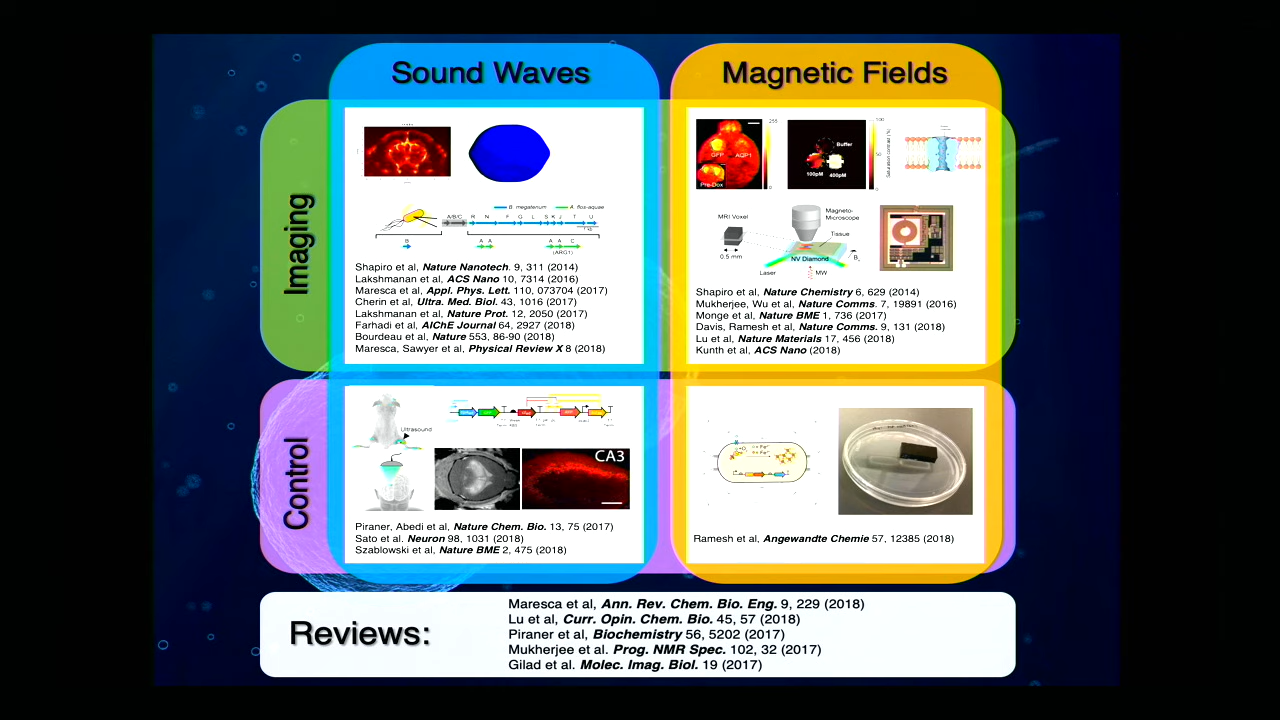 Sound Waves
Magnetic Fields
Imaging
B. megaterium
A. flos-aquae
A/B/C
R N F G L S K J T U
B
A A
A A C
(ARG1)
Shapiro et al, Nature Nanotech. 9, 311 (2014)
Lakshmanan et al, ACS Nano 10, 7314 (2016)
Maresca et al, Appl. Phys. Lett. 110, 073704 (2017)
Cherin et al, Ultra. Med. Biol. 43, 1016 (2017)
Lakshmanan et al, Nature Prot. 12, 2050 (2017)
Farhadi et al, AIChE Journal 64, 2927 (2018)
Bourdeau et al, Nature 553, 86-90 (2018)
Maresca, Sawyer et al, Physical Review X 8 (2018)
GFP
AQP1
Pre-Dox
255
0
Buffer
100pM
400pM
100
50
0
Saturation contrast (%)
MRI Voxel
0.5 mm
Magneto-
Microscope
Tissue
NV Diamond
Laser
MW
Shapiro et al, Nature Chemistry 6, 629 (2014)
Mukherjee, Wu et al, Nature Comms. 7, 19891 (2016)
Monge et al, Nature BME 1, 736 (2017)
Davis, Ramesh et al, Nature Comms. 9, 131 (2018)
Lu et al, Nature Materials 17, 456 (2018)
Kunth et al, ACS Nano (2018)
Control
Ultrasound
CA3
Piraner, Abedi et al, Nature Chem. Bio. 13, 75 (2017)
Sato et al. Neuron 98, 1031 (2018)
Szablowski et al, Nature BME 2, 475 (2018)
Ramesh et al, Angewandte Chemie 57, 12385 (2018)
Reviews:
Maresca et al, Ann. Rev. Chem. Bio. Eng. 9, 229 (2018)
Lu et al, Curr. Opin. Chem. Bio. 45, 57 (2018)
Piraner et al, Biochemistry 56, 5202 (2017)
Mukherjee et al. Prog. NMR Spec. 102, 32 (2017)
Gilad et al. Molec. Imag. Biol. 19 (2017)